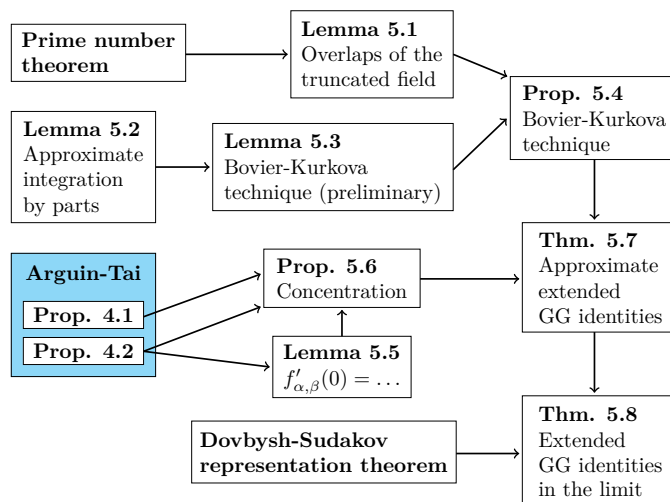 Prime number
theorem
Lemma 5.1
Overlaps of the
truncated field
Prop. 5.4
Bovier-Kurkova
technique
Lemma 5.2
Approximate
integration
by parts
Lemma 5.3
Bovier-Kurkova
technique (preliminary)
Thm. 5.7
Approximate
extended
GG identities
Arguin-Tai
Prop. 4.1
Prop. 4.2
Prop. 5.6
Concentration
Lemma 5.5
f′α,β(0) = …
Thm. 5.8
Extended
GG identities
in the limit
Dovbysh-Sudakov
representation theorem